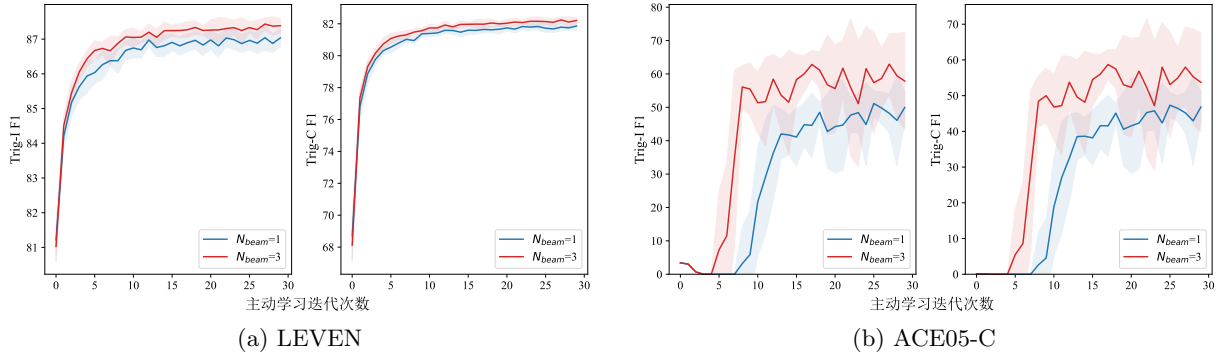 Trig-I F1
87
86
85
84
83
82
81
0 5 10 15 20 25 30
N_beam=1
N_beam=3
Trig-C F1
82
80
78
76
74
72
70
68
0 5 10 15 20 25 30
N_beam=1
N_beam=3
主动学习迭代次数
(a) LEVEN
Trig-I F1
80
70
60
50
40
30
20
10
0
0 5 10 15 20 25 30
N_beam=1
N_beam=3
Trig-C F1
70
60
50
40
30
20
10
0
0 5 10 15 20 25 30
N_beam=1
N_beam=3
主动学习迭代次数
(b) ACE05-C